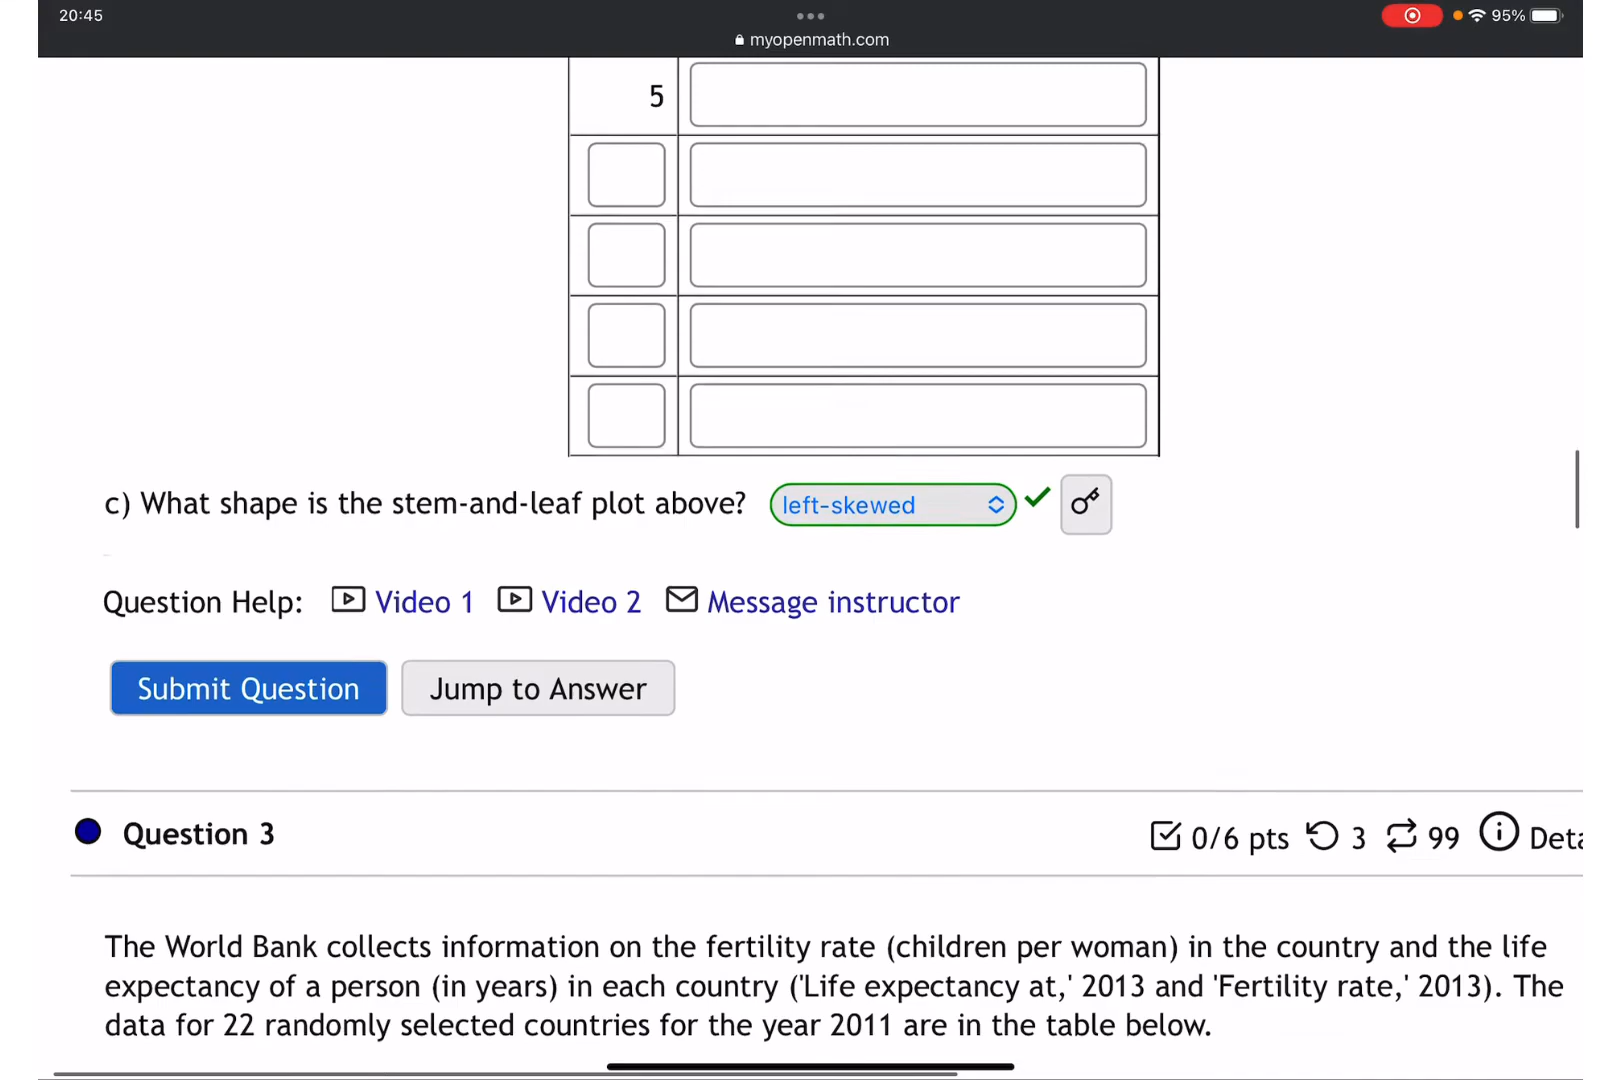 20:45
95%
myopenmath.com
5
c) What shape is the stem-and-leaf plot above? left-skewed
Question Help: Video 1 Video 2 Message instructor
Submit Question Jump to Answer
Question 3 0/6 pts 3 99 Deta
The World Bank collects information on the fertility rate (children per woman) in the country and the life
expectancy of a person (in years) in each country ('Life expectancy at,' 2013 and 'Fertility rate,' 2013). The
data for 22 randomly selected countries for the year 2011 are in the table below.